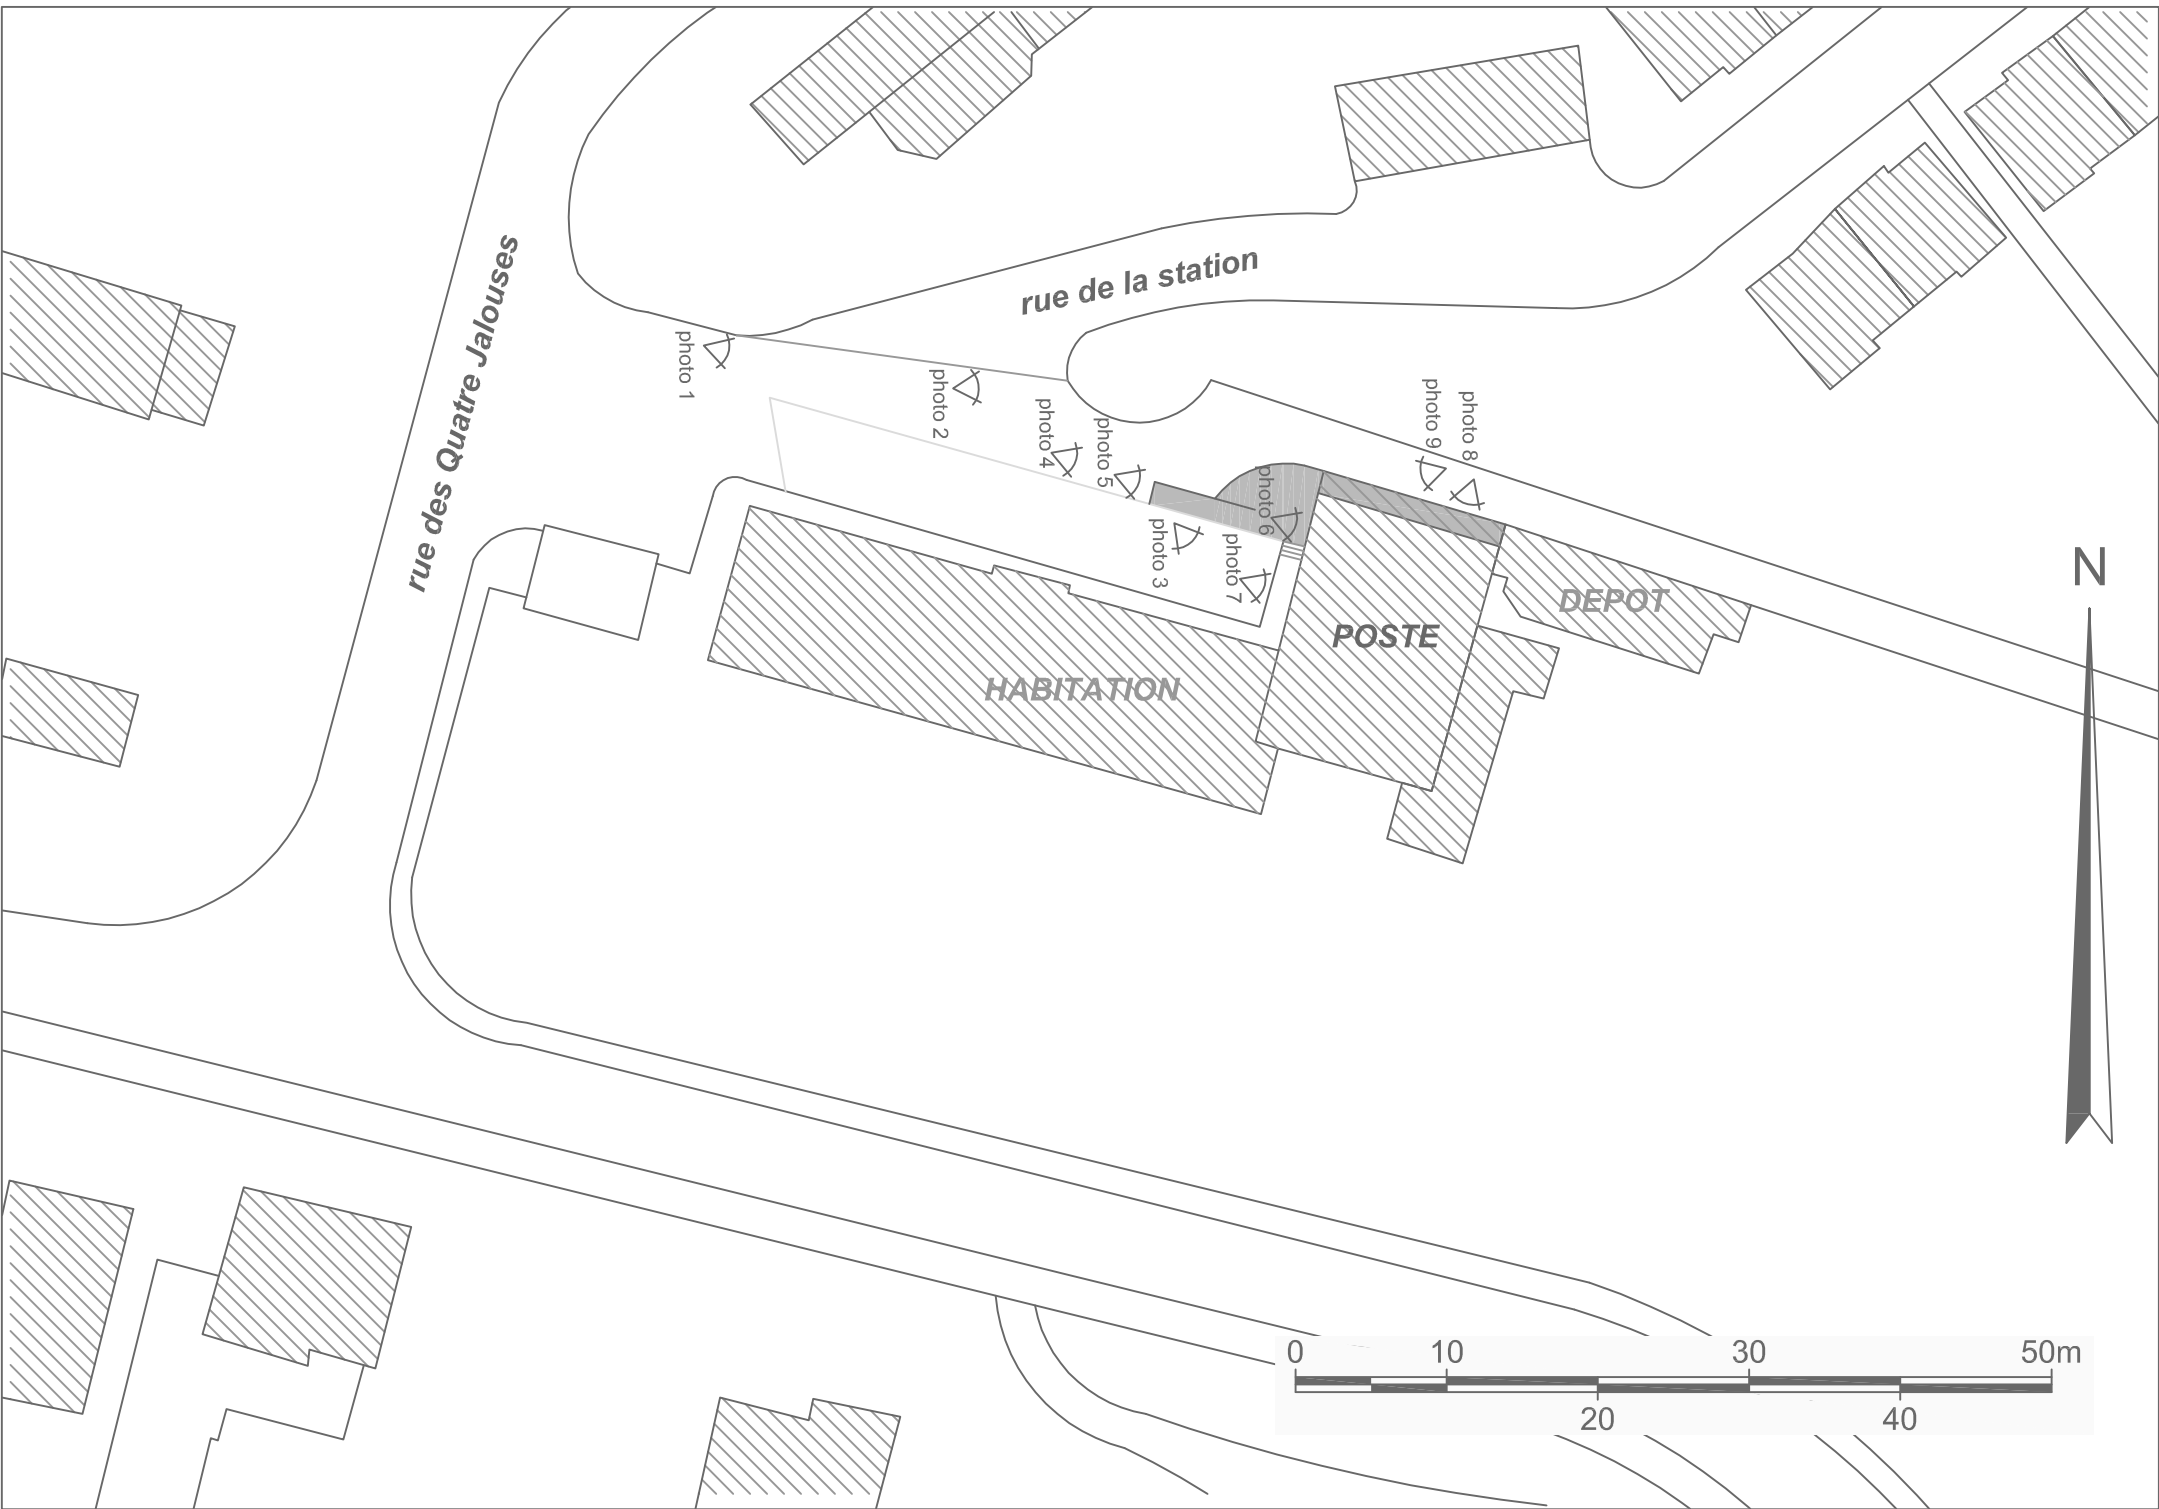 rue des Quatre Jalouses
rue de la station
photo 1
photo 2
photo 4
photo 5
photo 9
photo 8
photo 6
photo 3
photo 7
N
DEPOT
POSTE
HABITATION
0 10 30 50m
20 40